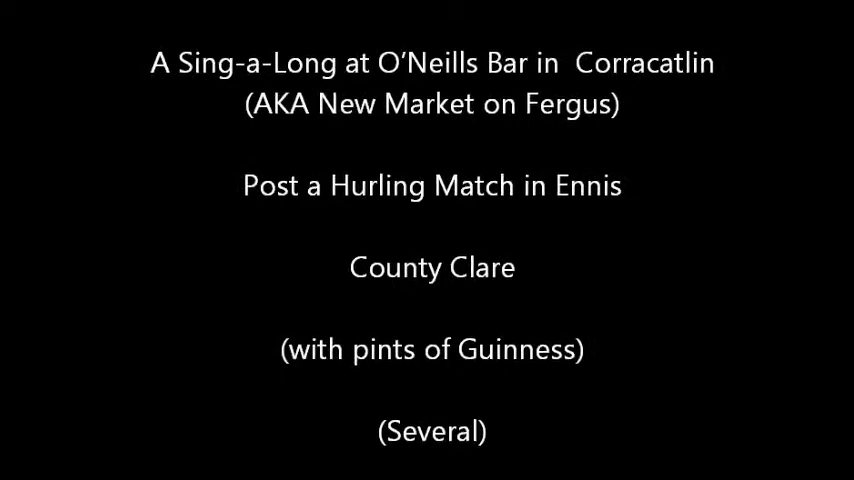 A Sing-a-Long at O’Neills Bar in  Corracatlin
(AKA New Market on Fergus)
Post a Hurling Match in Ennis
County Clare
(with pints of Guinness)
(Several)